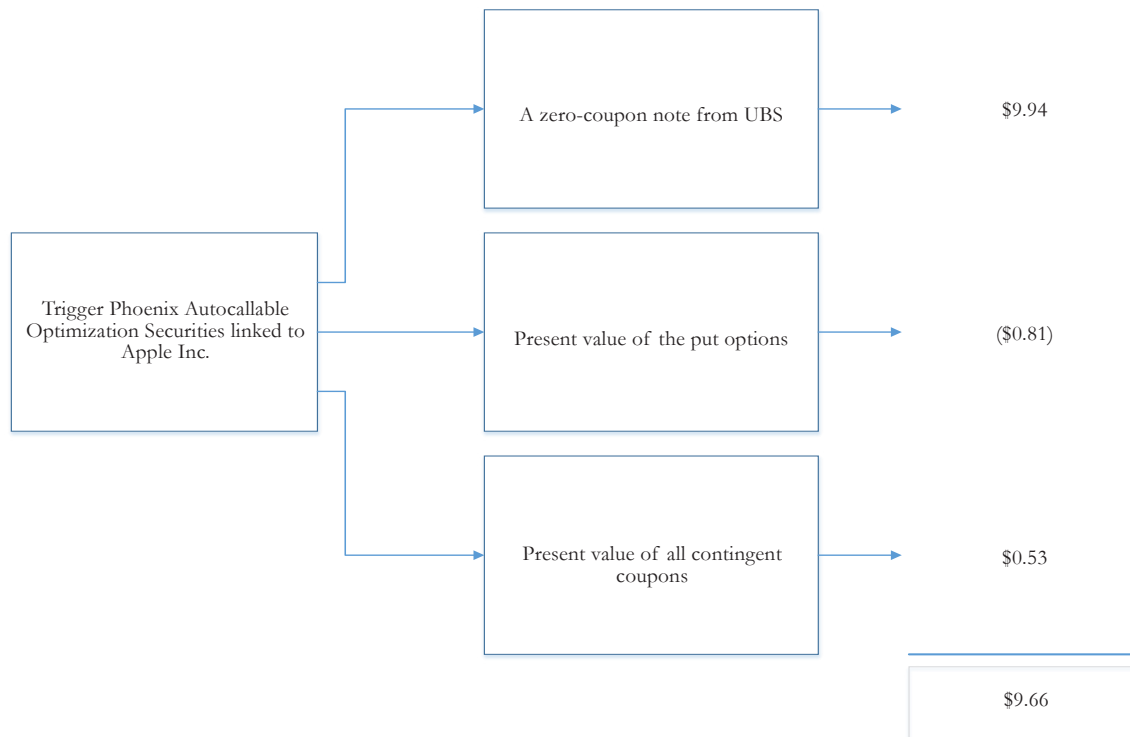 A zero-coupon note from UBS
$9.94
Trigger Phoenix Autocallable
Optimization Securities linked to
Apple Inc.
Present value of the put options
($0.81)
Present value of all contingent
coupons
$0.53
$9.66